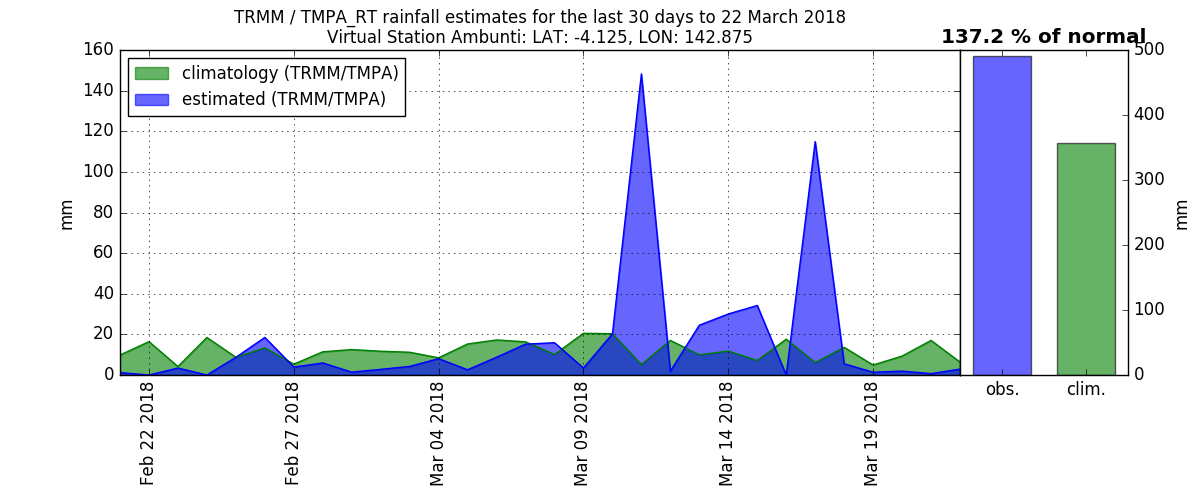 TRMM / TMPA_RT rainfall estimates for the last 30 days to 22 March 2018
Virtual Station Ambunti: LAT: -4.125, LON: 142.875
137.2 % of normal
climatology (TRMM/TMPA)
estimated (TRMM/TMPA)
160
140
120
100
80
60
40
20
0
mm
Feb 22 2018
Feb 27 2018
Mar 04 2018
Mar 09 2018
Mar 14 2018
Mar 19 2018
obs.
clim.
500
400
300
200
100
0
mm